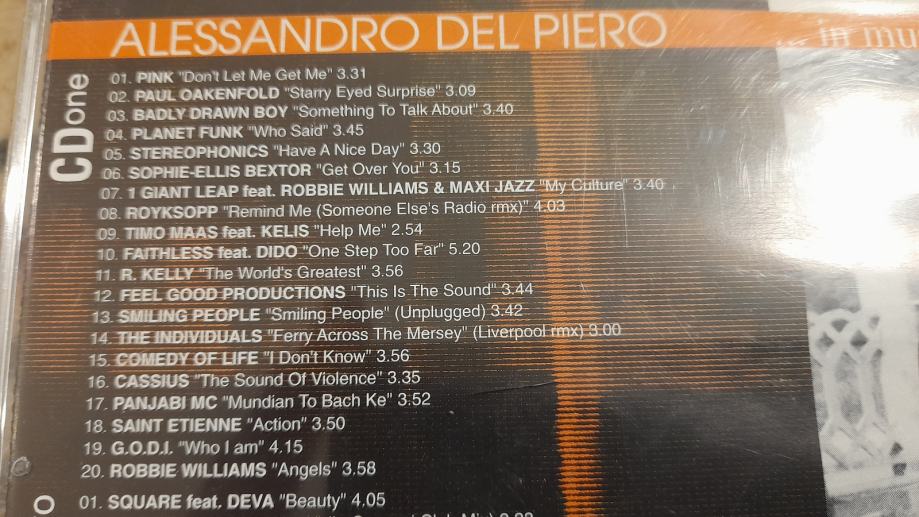 ALESSANDRO DEL PIERO ... in mu
CD one
01. PINK "Don't Let Me Get Me" 3.31
02. PAUL OAKENFOLD "Starry Eyed Surprise" 3.09
03. BADLY DRAWN BOY "Something To Talk About" 3.40
04. PLANET FUNK "Who Said" 3.45
05. STEREOPHONICS "Have A Nice Day" 3.30
06. SOPHIE-ELLIS BEXTOR "Get Over You" 3.15
07. 1 GIANT LEAP feat. ROBBIE WILLIAMS & MAXI JAZZ "My Culture" 3.40
08. ROYKSOPP "Remind Me (Someone Else's Radio rmx)" 4.03
09. TIMO MAAS feat. KELIS "Help Me" 2.54
10. FAITHLESS feat. DIDO "One Step Too Far" 5.20
11. R. KELLY "The World's Greatest" 3.56
12. FEEL GOOD PRODUCTIONS "This Is The Sound" 3.44
13. SMILING PEOPLE "Smiling People" (Unplugged) 3.42
14. THE INDIVIDUALS "Ferry Across The Mersey" (Liverpool rmx) 3.00
15. COMEDY OF LIFE "I Don't Know" 3.56
16. CASSIUS "The Sound Of Violence" 3.35
17. PANJABI MC "Mundian To Bach Ke" 3.52
18. SAINT ETIENNE "Action" 3.50
19. G.O.D.I. "Who I am" 4.15
20. ROBBIE WILLIAMS "Angels" 3.58
01. SQUARE feat. DEVA "Beauty" 4.05